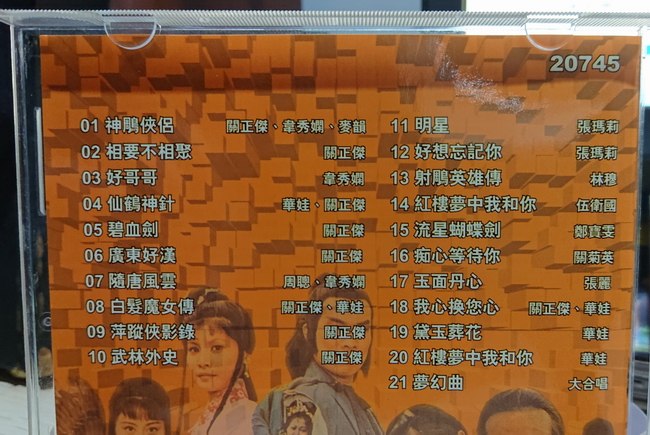 20745
01 神鵰俠侶 關正傑、韋秀嫻、麥韻
02 相要不相聚 關正傑
03 好哥哥 韋秀嫻
04 仙鶴神針 華娃、關正傑
05 碧血劍 關正傑
06 廣東好漢 關正傑
07 隨唐風雲 周聰、韋秀嫻
08 白髮魔女傳 關正傑、華娃
09 萍蹤俠影錄 關正傑
10 武林外史 關正傑
11 明星 張瑪莉
12 好想忘記你 張瑪莉
13 射鵰英雄傳 林穆
14 紅樓夢中我和你 伍衛國
15 流星蝴蝶劍 鄭寶雯
16 痴心等待你 關菊英
17 玉面丹心 張麗
18 我心換您心 關正傑、華娃
19 黛玉葬花 華娃
20 紅樓夢中我和你 華娃
21 夢幻曲 大合唱